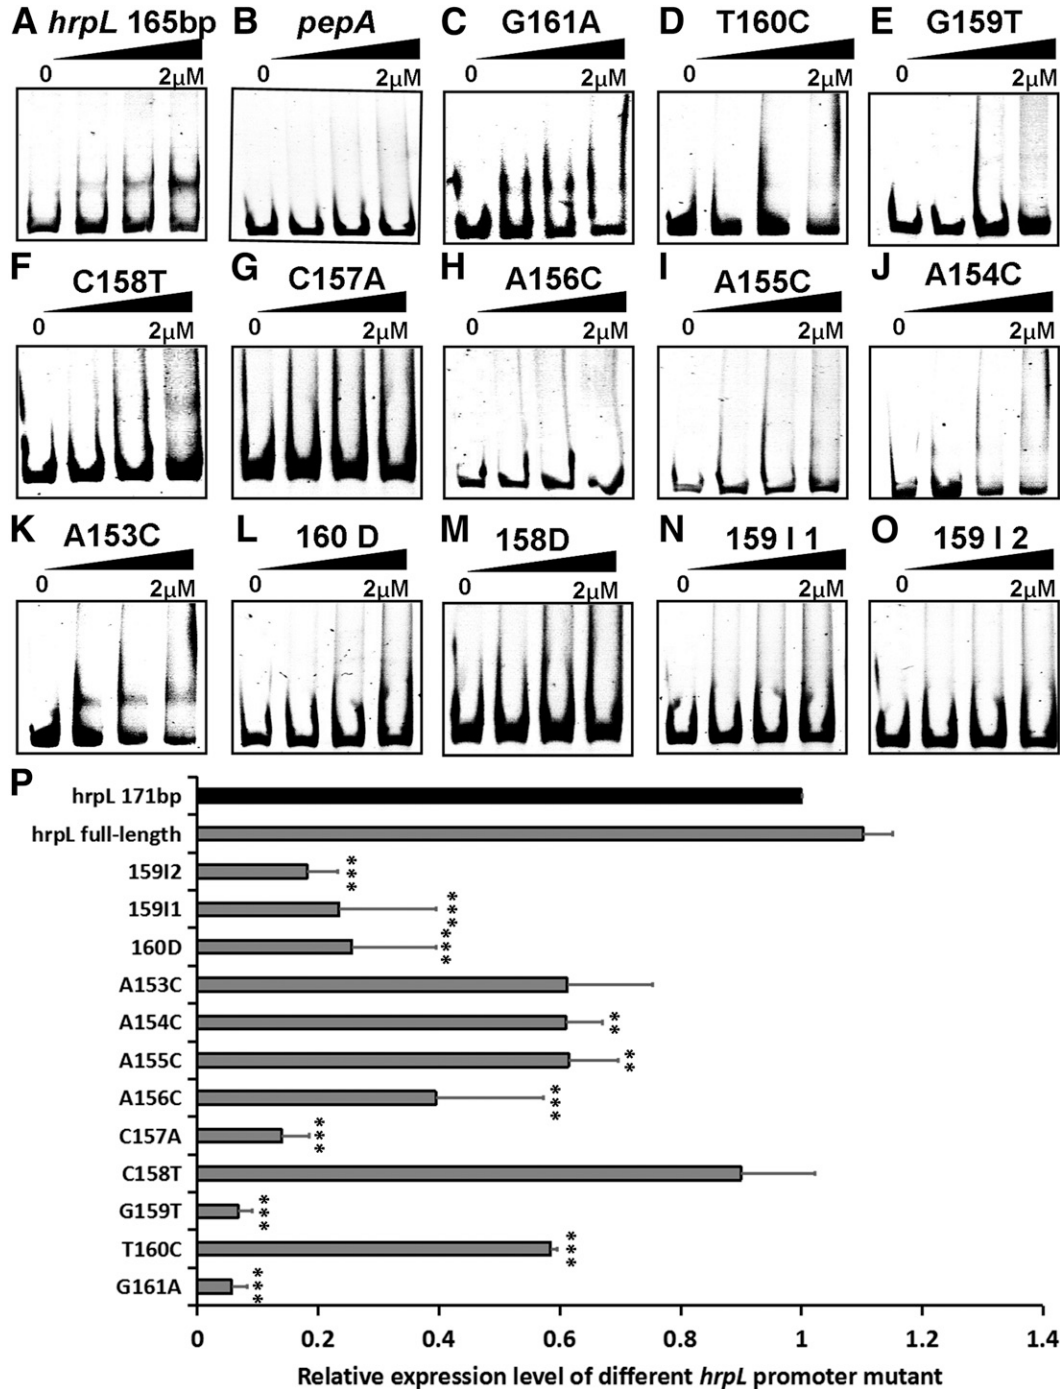 A hrpL 165bp B pepA C G161A D T160C E G159T
0 2μM 0 2μM 0 2μM 0 2μM 0 2μM
F C158T G C157A H A156C I A155C J A154C
0 2μM 0 2μM 0 2μM 0 2μM 0 2μM
K A153C L 160 D M 158D N 159 I 1 O 159 I 2
0 2μM 0 2μM 0 2μM 0 2μM 0 2μM
P
hrpL 171bp
hrpL full-length
159I2 ***
159I1 ***
160D ***
A153C
A154C **
A155C **
A156C ***
C157A ***
C158T
G159T ***
T160C ***
G161A ***
0 0.2 0.4 0.6 0.8 1 1.2 1.4
Relative expression level of different hrpL promoter mutant